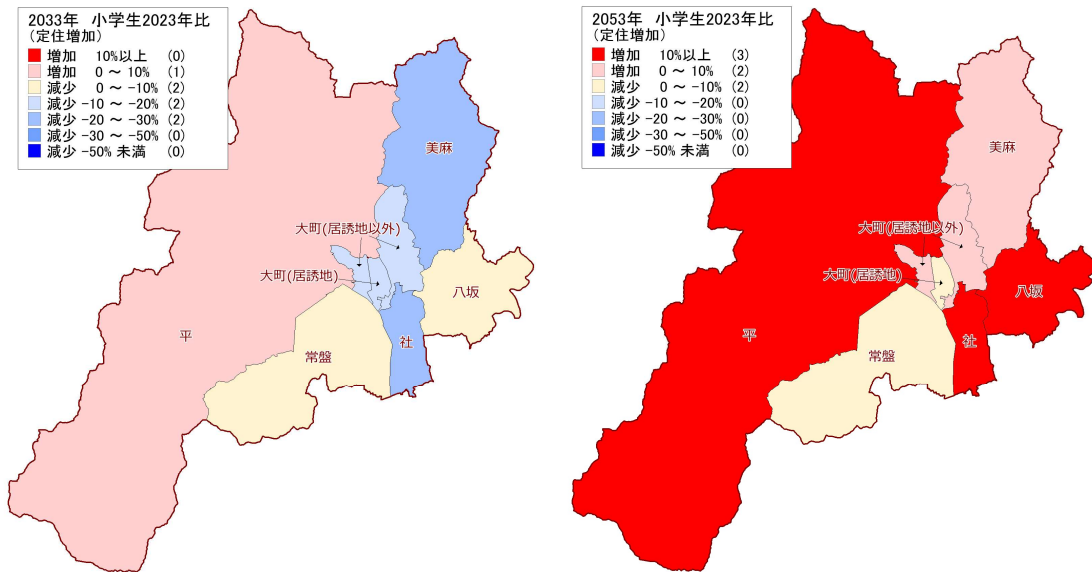 2033年 小学生2023年比
(定住増加)
増加 10%以上 (0)
増加 0 ～ 10% (1)
減少 0 ～ -10% (2)
減少 -10 ～ -20% (2)
減少 -20 ～ -30% (2)
減少 -30 ～ -50% (0)
減少 -50% 未満 (0)
美麻
大町(居誘地以外)
大町(居誘地)
八坂
平
社
常盤
2053年 小学生2023年比
(定住増加)
増加 10%以上 (3)
増加 0 ～ 10% (2)
減少 0 ～ -10% (2)
減少 -10 ～ -20% (0)
減少 -20 ～ -30% (0)
減少 -30 ～ -50% (0)
減少 -50% 未満 (0)
美麻
大町(居誘地以外)
大町(居誘地)
八坂
平
社
常盤